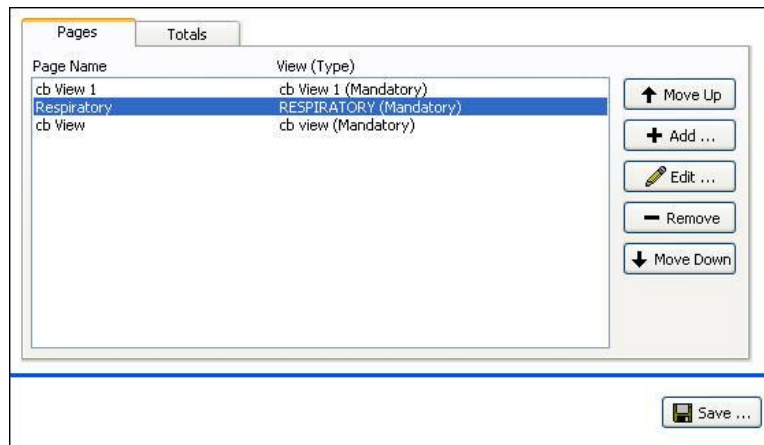 Pages Totals
Page Name View (Type)
cb View 1 cb View 1 (Mandatory)
Respiratory RESPIRATORY (Mandatory)
cb View cb view (Mandatory)
Move Up
Add ...
Edit ...
Remove
Move Down
Save ...